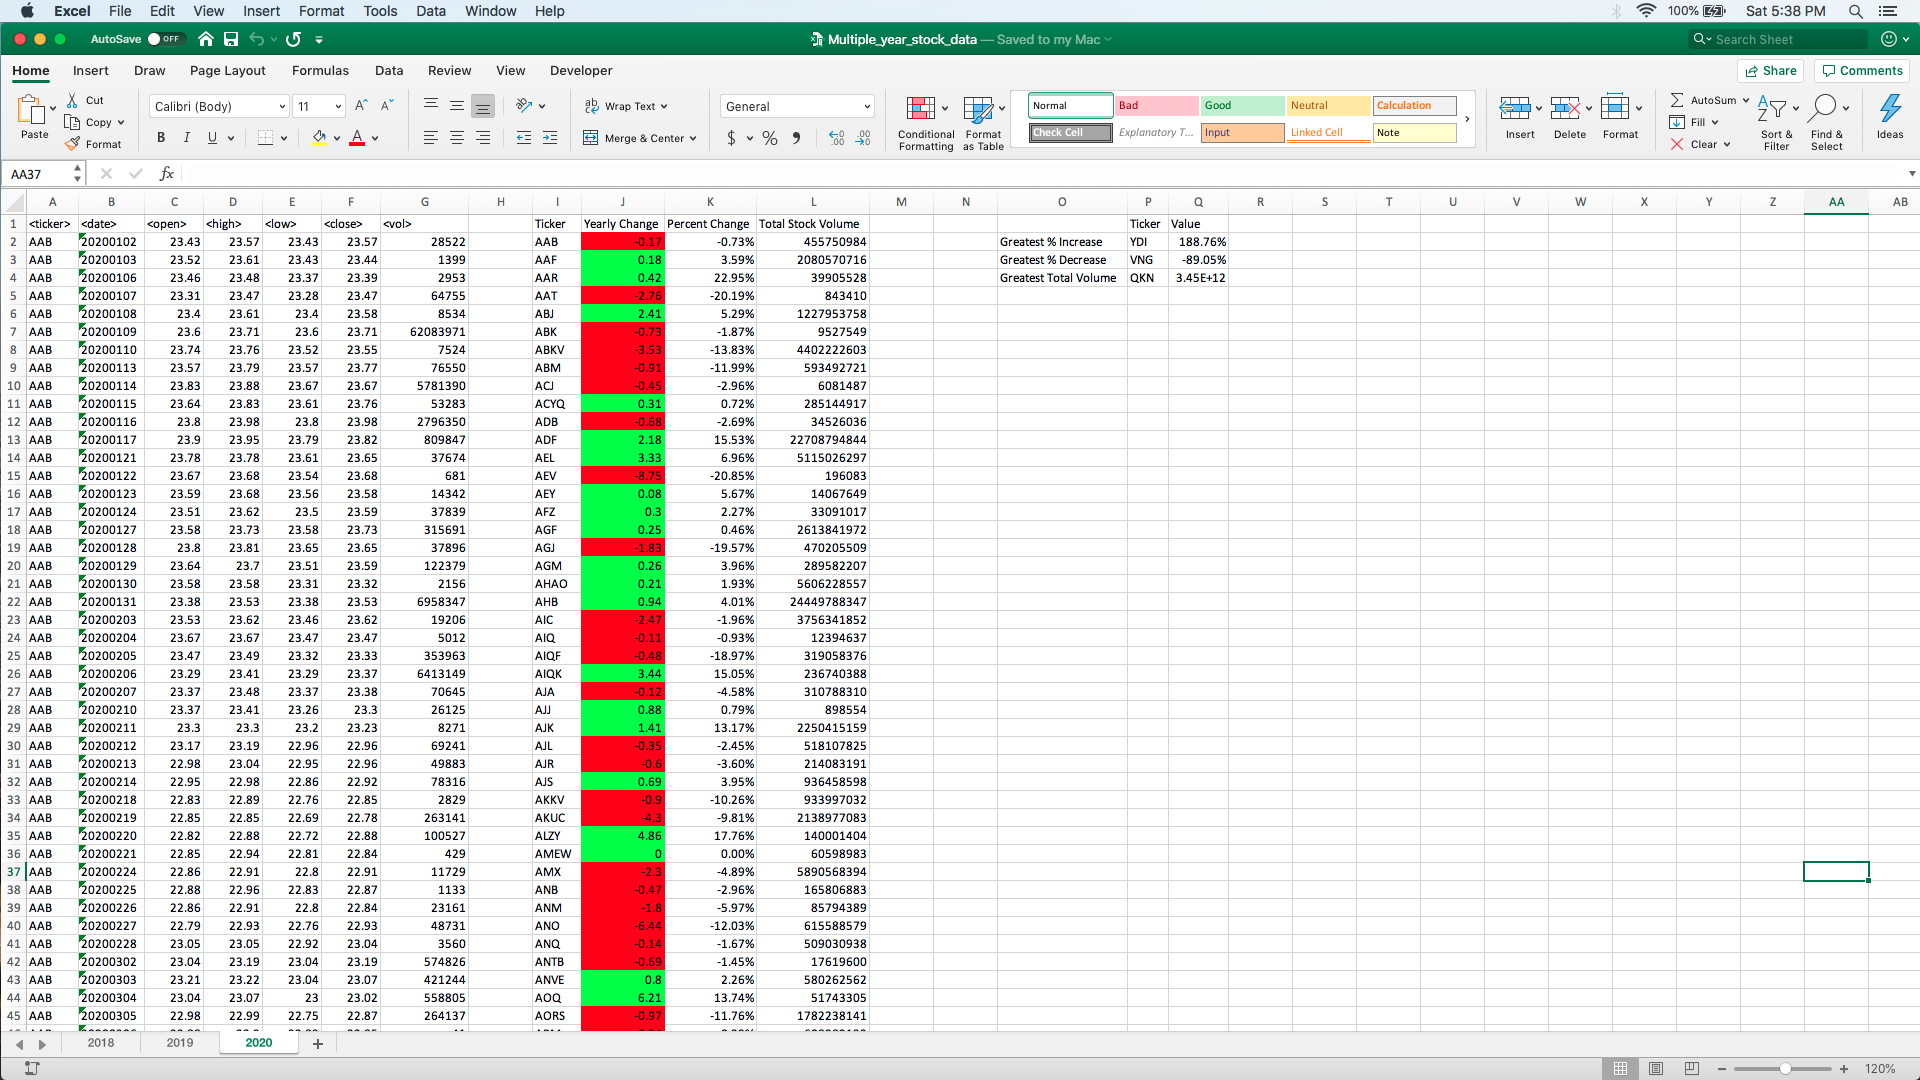 Excel File Edit View Insert Format Tools Data Window Help 100% Sat 5:38 PM
AutoSave OFF Multiple_year_stock_data — Saved to my Mac Search Sheet
Home Insert Draw Page Layout Formulas Data Review View Developer Share Comments
Paste Cut Copy Format
Calibri (Body) 11 A A
B I U A
ab Wrap Text
Merge & Center
General
$ % 
Conditional Formatting
Format as Table
Normal Bad Good Neutral Calculation
Check Cell Explanatory T... Input Linked Cell Note
Insert Delete Format
AutoSum
Fill
Clear
Sort & Filter
Find & Select
Ideas
AA37 fx
A B C D E F G H I J K L M N O P Q R S T U V W X Y Z AA AB
1 <ticker> <date> <open> <high> <low> <close> <vol> Ticker Yearly Change Percent Change Total Stock Volume Ticker Value
2 AAB 20200102 23.43 23.57 23.43 23.57 28522 AAB -0.17 -0.73% 455750984 Greatest % Increase YDI 188.76%
3 AAB 20200103 23.52 23.61 23.43 23.44 1399 AAF 0.18 3.59% 2080570716 Greatest % Decrease VNG -89.05%
4 AAB 20200106 23.46 23.48 23.37 23.39 2953 AAR 0.42 22.95% 39905528 Greatest Total Volume QKN 3.45E+12
5 AAB 20200107 23.31 23.47 23.28 23.47 64755 AAT -2.76 -20.19% 843410
6 AAB 20200108 23.4 23.61 23.4 23.58 8534 ABJ 2.41 5.29% 1227953758
7 AAB 20200109 23.6 23.71 23.6 23.71 62083971 ABK -0.73 -1.87% 9527549
8 AAB 20200110 23.74 23.76 23.52 23.55 7524 ABKV -3.53 -13.83% 4402222603
9 AAB 20200113 23.57 23.79 23.57 23.77 76550 ABM -0.91 -11.99% 593492721
10 AAB 20200114 23.83 23.88 23.67 23.67 5781390 ACJ -0.45 -2.96% 6081487
11 AAB 20200115 23.64 23.83 23.61 23.76 53283 ACYQ 0.31 0.72% 285144917
12 AAB 20200116 23.8 23.98 23.8 23.98 2796350 ADB -0.68 -2.69% 34526036
13 AAB 20200117 23.9 23.95 23.79 23.82 809847 ADF 2.18 15.53% 22708794844
14 AAB 20200121 23.78 23.78 23.61 23.65 37674 AEL 3.33 6.96% 5115026297
15 AAB 20200122 23.67 23.68 23.54 23.68 681 AEV -8.75 -20.85% 196083
16 AAB 20200123 23.59 23.68 23.56 23.58 14342 AEY 0.08 5.67% 14067649
17 AAB 20200124 23.51 23.62 23.5 23.59 37839 AFZ 0.3 2.27% 33091017
18 AAB 20200127 23.58 23.73 23.58 23.73 315691 AGF 0.25 0.46% 2613841972
19 AAB 20200128 23.8 23.81 23.65 23.65 37896 AGJ -1.83 -19.57% 470205509
20 AAB 20200129 23.64 23.7 23.51 23.59 122379 AGM 0.26 3.96% 289582207
21 AAB 20200130 23.58 23.58 23.31 23.32 2156 AHAO 0.21 1.93% 5606228557
22 AAB 20200131 23.38 23.53 23.38 23.53 6958347 AHB 0.94 4.01% 24449788347
23 AAB 20200203 23.53 23.62 23.46 23.62 19206 AIC -2.47 -1.96% 3756341852
24 AAB 20200204 23.67 23.67 23.47 23.47 5012 AIQ -0.11 -0.93% 12394637
25 AAB 20200205 23.47 23.49 23.32 23.33 353963 AIQF -0.48 -18.97% 319058376
26 AAB 20200206 23.29 23.41 23.29 23.37 6413149 AIQK 3.44 15.05% 236740388
27 AAB 20200207 23.37 23.48 23.37 23.38 70645 AJA -0.12 -4.58% 310788310
28 AAB 20200210 23.37 23.41 23.26 23.3 26125 AJJ 0.88 0.79% 898554
29 AAB 20200211 23.3 23.3 23.2 23.23 8271 AJK 1.41 13.17% 2250415159
30 AAB 20200212 23.17 23.19 22.96 22.96 69241 AJL -0.35 -2.45% 518107825
31 AAB 20200213 22.98 23.04 22.95 22.96 49883 AJR -0.6 -3.60% 214083191
32 AAB 20200214 22.95 22.98 22.86 22.92 78316 AJS 0.69 3.95% 936458598
33 AAB 20200218 22.83 22.89 22.76 22.85 2829 AKKV -0.9 -10.26% 933997032
34 AAB 20200219 22.85 22.85 22.69 22.78 263141 AKUC -4.3 -9.81% 2138977083
35 AAB 20200220 22.82 22.88 22.72 22.88 100527 ALZY 4.86 17.76% 140001404
36 AAB 20200221 22.85 22.94 22.81 22.84 429 AMEW 0 0.00% 60598983
37 AAB 20200224 22.86 22.91 22.8 22.91 11729 AMX -2.3 -4.89% 5890568394
38 AAB 20200225 22.88 22.96 22.83 22.87 1133 ANB -0.47 -2.96% 165806883
39 AAB 20200226 22.86 22.91 22.8 22.84 23161 ANM -1.8 -5.97% 85794389
40 AAB 20200227 22.79 22.93 22.76 22.93 48731 ANO -6.44 -12.03% 615588579
41 AAB 20200228 23.05 23.05 22.92 23.04 3560 ANQ -0.14 -1.67% 509030938
42 AAB 20200302 23.04 23.19 23.04 23.19 574826 ANTB -0.69 -1.45% 17619600
43 AAB 20200303 23.21 23.22 23.04 23.07 421244 ANVE 0.8 2.26% 580262562
44 AAB 20200304 23.04 23.07 23 23.02 558805 AOQ 6.21 13.74% 51743305
45 AAB 20200305 22.98 22.99 22.75 22.87 264137 AORS -0.97 -11.76% 1782238141
2018 2019 2020 +
120%